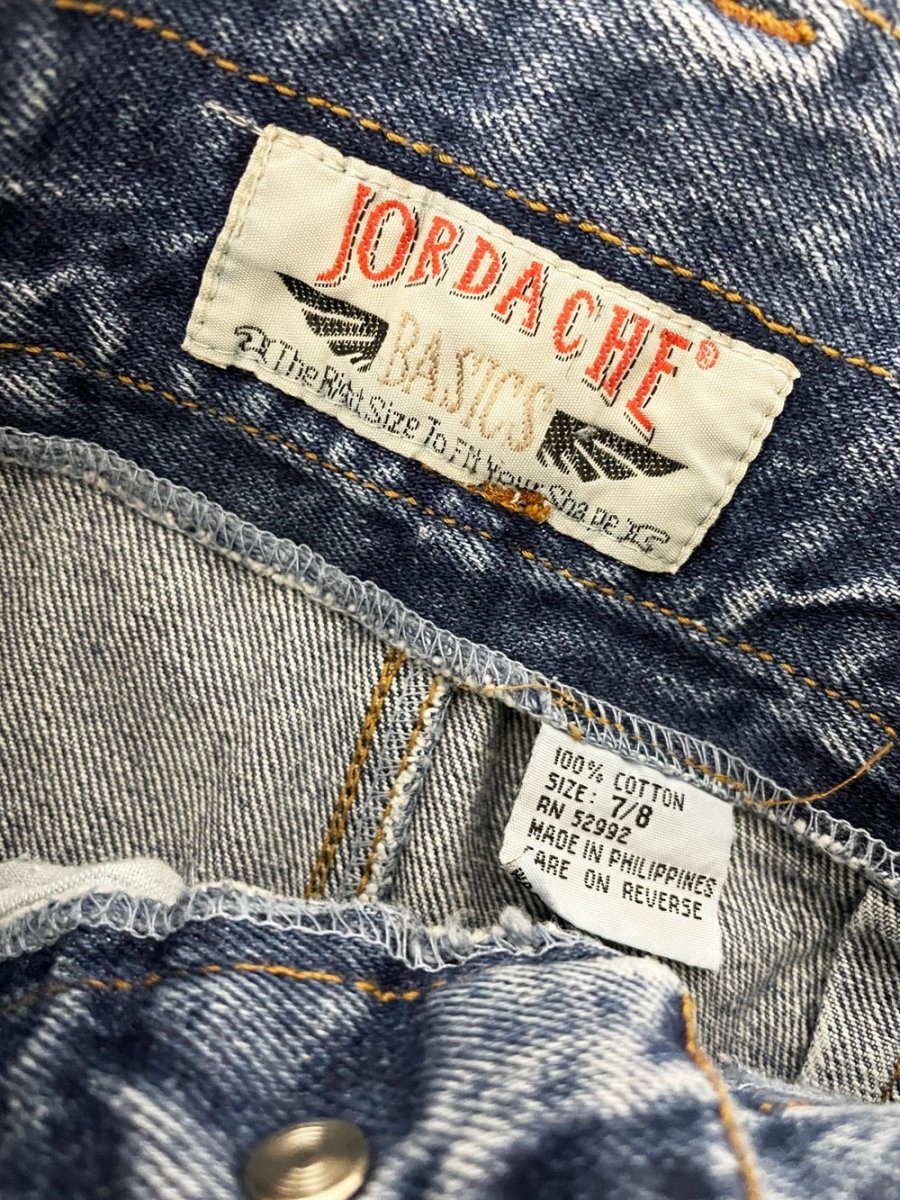 JORDACHE®
BASICS
The Right Size To Fit Your Shape
100% COTTON
SIZE: 7/8
RN 52992
MADE IN PHILIPPINES
CARE ON REVERSE